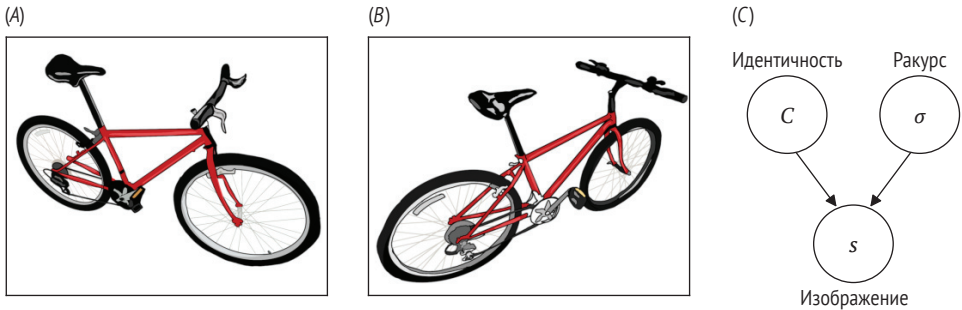 (A)
(B)
(C)
Идентичность
Ракурс
C
σ
s
Изображение